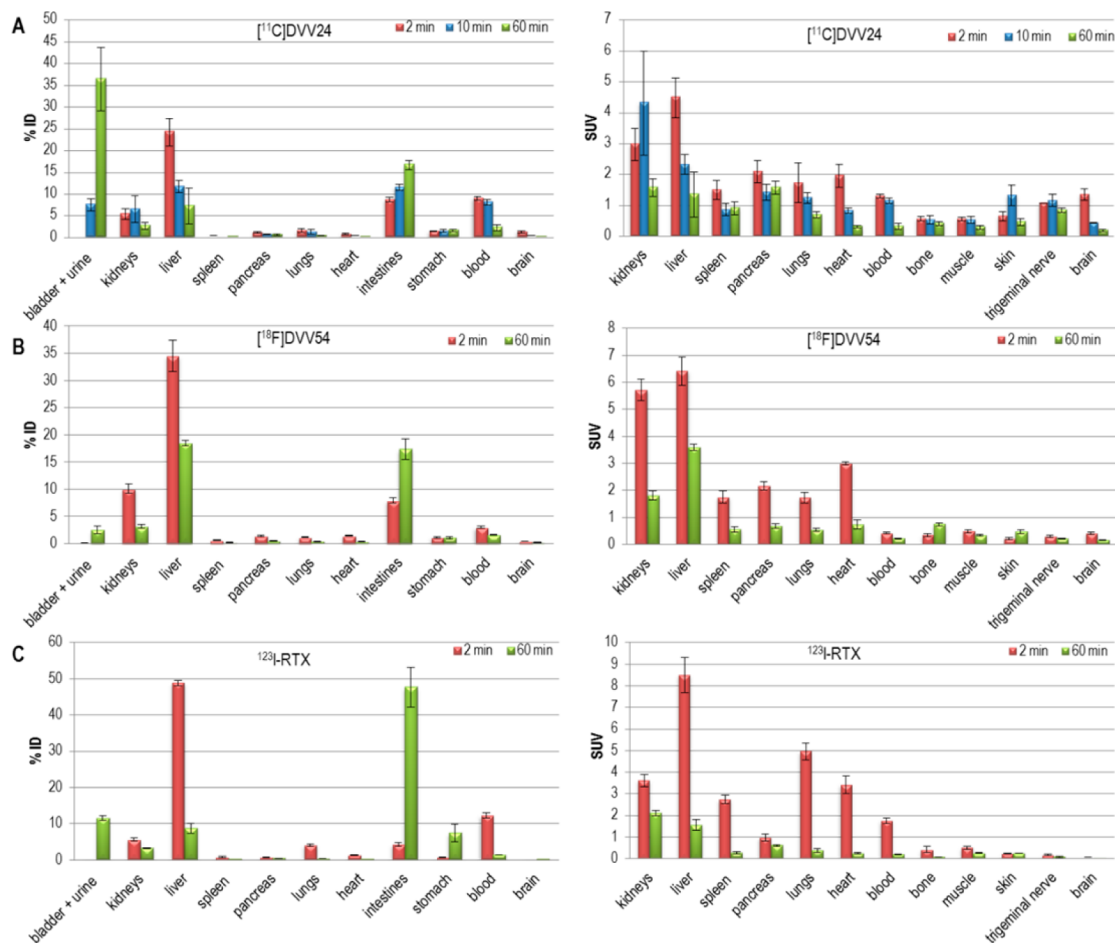 A
[¹¹C]DVV24
2 min 10 min 60 min
% ID
50
45
40
35
30
25
20
15
10
5
0
bladder + urine
kidneys
liver
spleen
pancreas
lungs
heart
intestines
stomach
blood
brain
[¹¹C]DVV24
2 min 10 min 60 min
SUV
7
6
5
4
3
2
1
0
kidneys
liver
spleen
pancreas
lungs
heart
blood
bone
muscle
skin
trigeminal nerve
brain
B
[¹⁸F]DVV54
2 min 60 min
% ID
40
35
30
25
20
15
10
5
0
bladder + urine
kidneys
liver
spleen
pancreas
lungs
heart
intestines
stomach
blood
brain
[¹⁸F]DVV54
2 min 60 min
SUV
8
7
6
5
4
3
2
1
0
kidneys
liver
spleen
pancreas
lungs
heart
blood
bone
muscle
skin
trigeminal nerve
brain
C
¹²³I-RTX
2 min 60 min
% ID
60
50
40
30
20
10
0
bladder + urine
kidneys
liver
spleen
pancreas
lungs
heart
intestines
stomach
blood
brain
¹²³I-RTX
2 min 60 min
SUV
10
9
8
7
6
5
4
3
2
1
0
kidneys
liver
spleen
pancreas
lungs
heart
blood
bone
muscle
skin
trigeminal nerve
brain